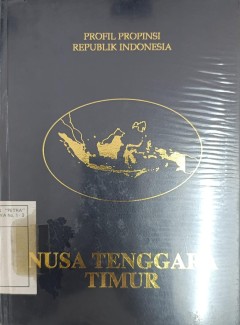 PROFIL PROPINSI
REPUBLIK INDONESIA
NUSA TENGGARA
TIMUR